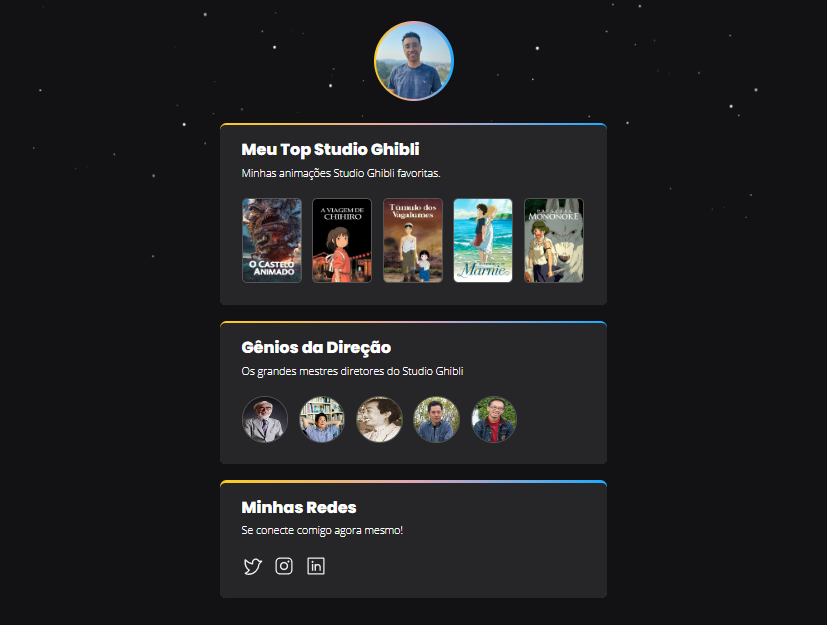 Meu Top Studio Ghibli
Minhas animações Studio Ghibli favoritas.
O CASTELO
ANIMADO
A VIAGEM DE
CHIHIRO
Túmulo dos
Vagalumes
Marnie
MONONOKE
Gênios da Direção
Os grandes mestres diretores do Studio Ghibli
Minhas Redes
Se conecte comigo agora mesmo!
in